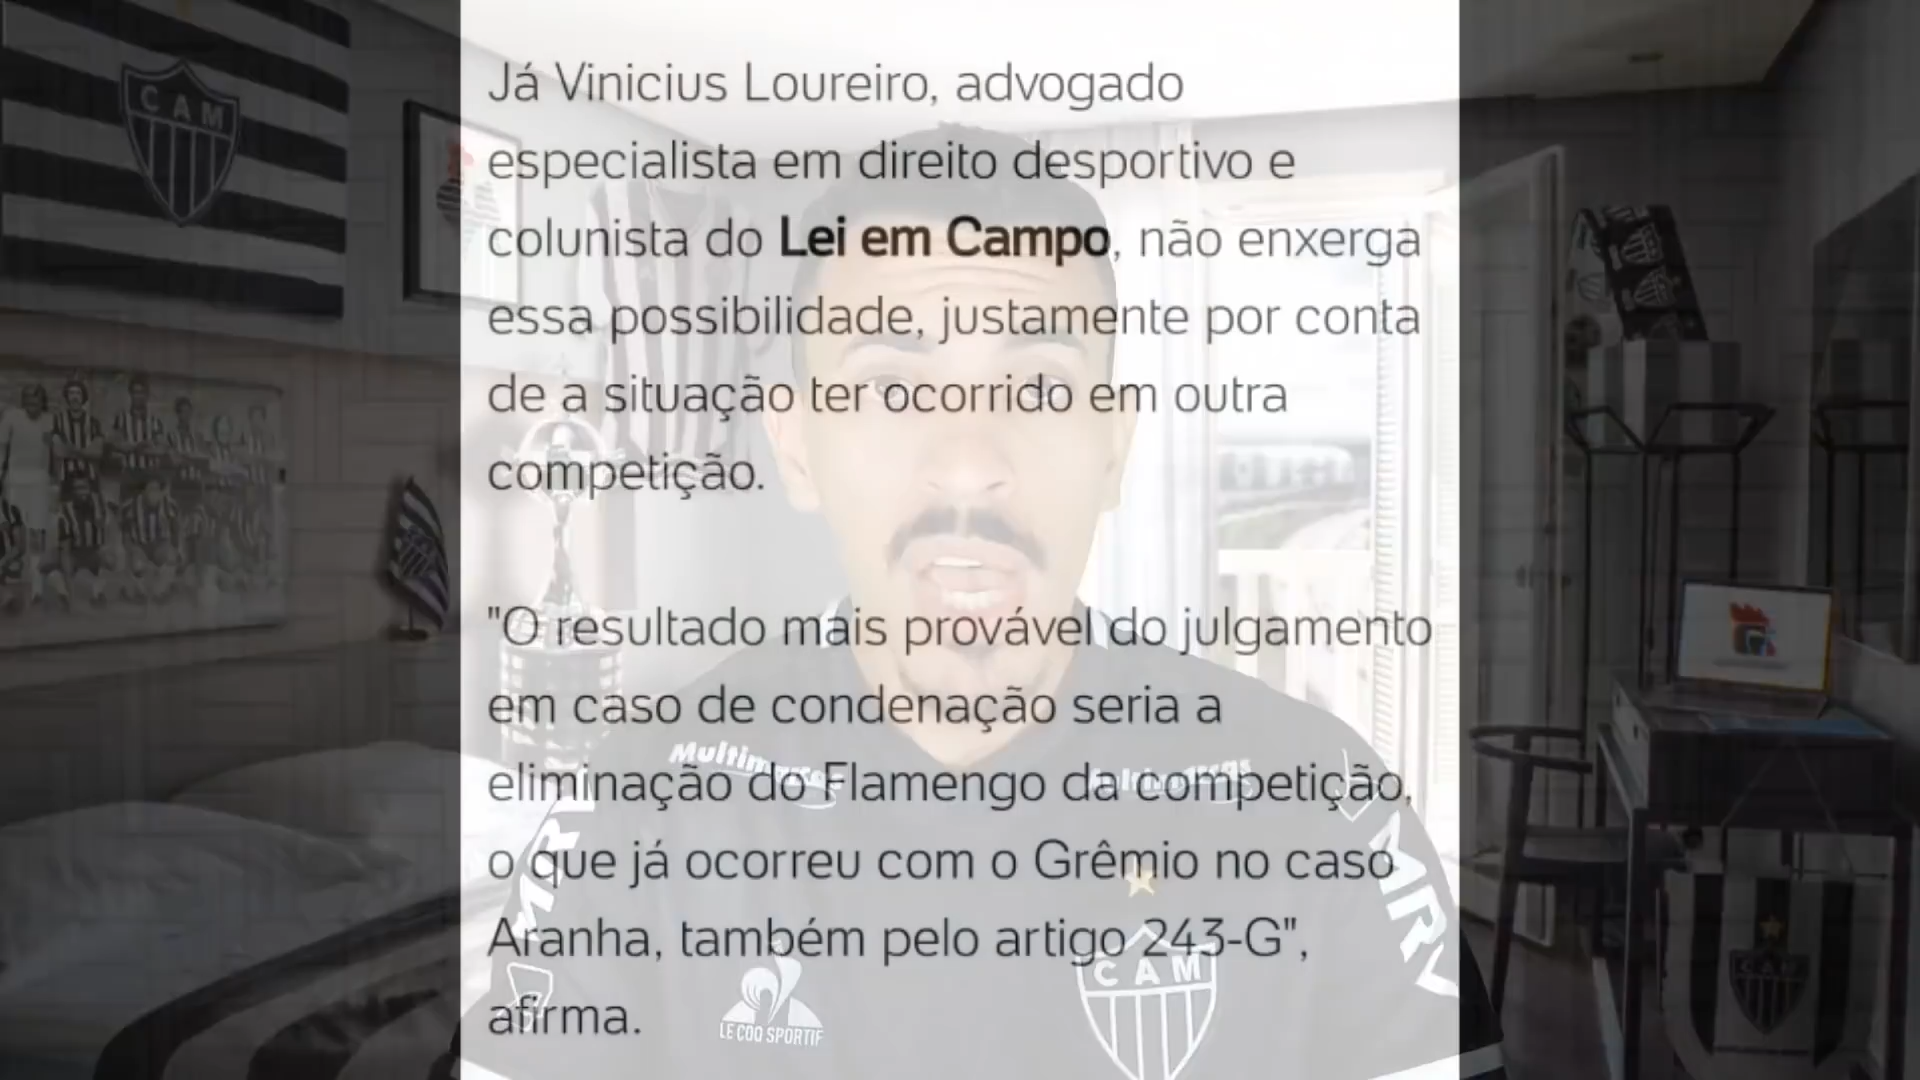 Já Vinicius Loureiro, advogado
especialista em direito desportivo e
colunista do Lei em Campo, não enxerga
essa possibilidade, justamente por conta
de a situação ter ocorrido em outra
competição.
"O resultado mais provável do julgamento
em caso de condenação seria a
eliminação do Flamengo da competição,
o que já ocorreu com o Grêmio no caso
Aranha, também pelo artigo 243-G",
afirma.
CAM
Multimarcas
Multimarcas
MRV
MRV
LE COQ SPORTIF
CAM